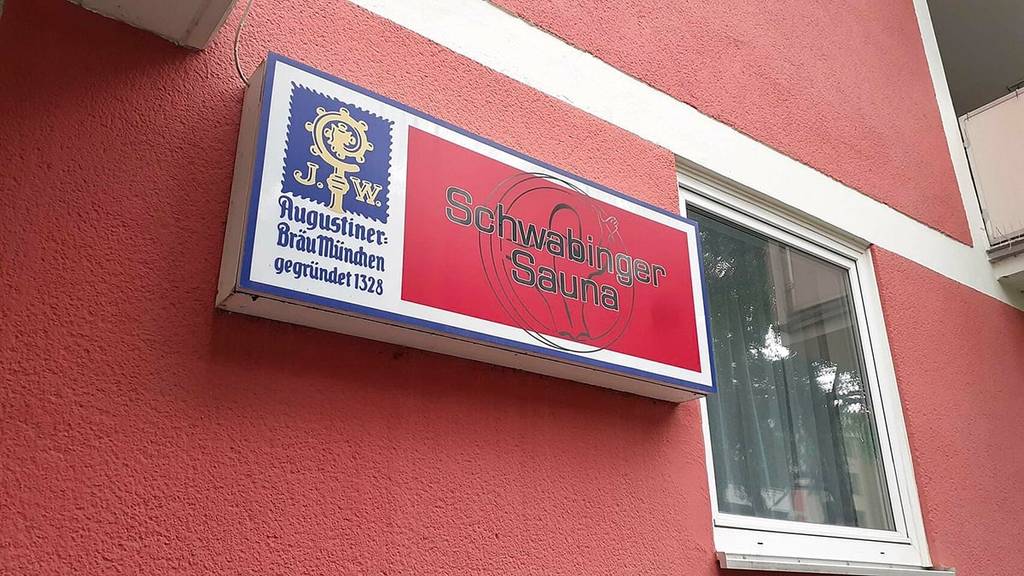 J. W.
Augustiner-
Bräu München
gegründet 1328
Schwabinger
Sauna